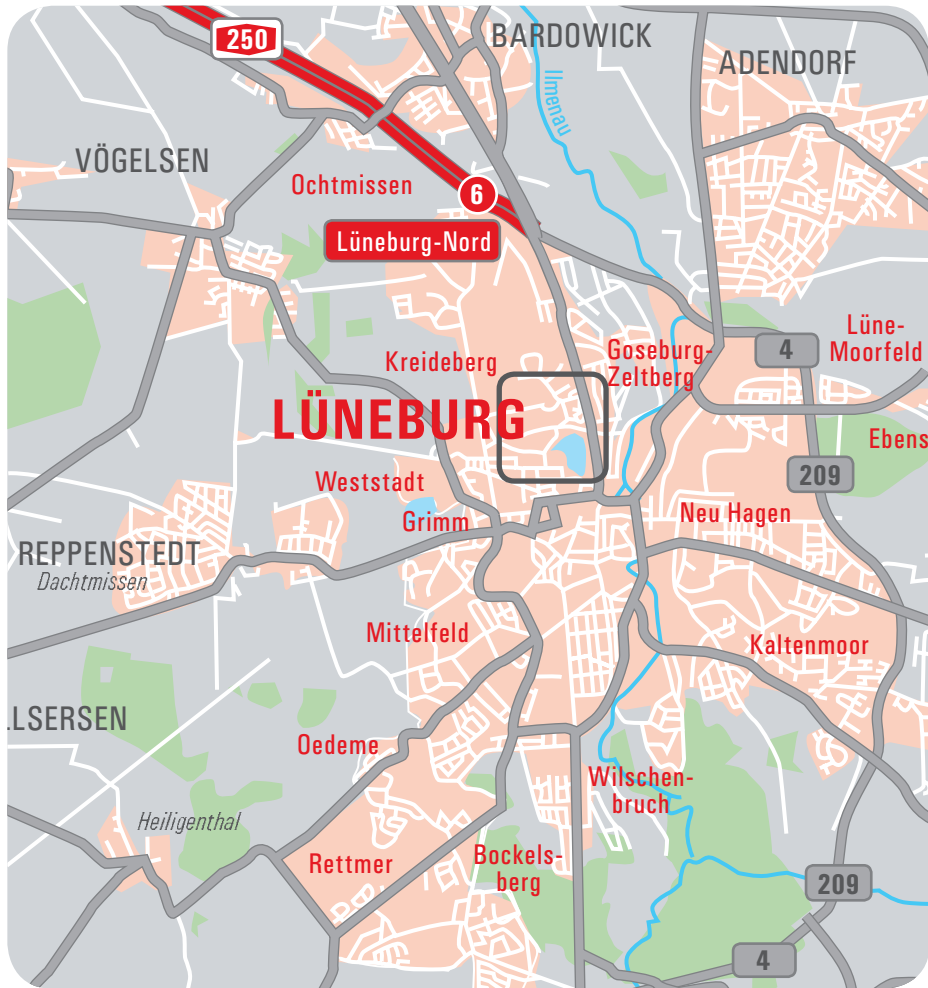 250
BARDOWICK
ADENDORF
Ilmenau
VÖGELSEN
Ochtmissen
6
Lüneburg-Nord
Lüne-
Moorfeld
4
Goseburg-
Zeltberg
Kreideberg
LÜNEBURG
Ebens
209
Weststadt
Grimm
Neu Hagen
REPPENSTEDT
Dachtmissen
Mittelfeld
Kaltenmoor
LLSERSEN
Oedeme
Wilschen-
bruch
Heiligenthal
Rettmer
Bockels-
berg
209
4